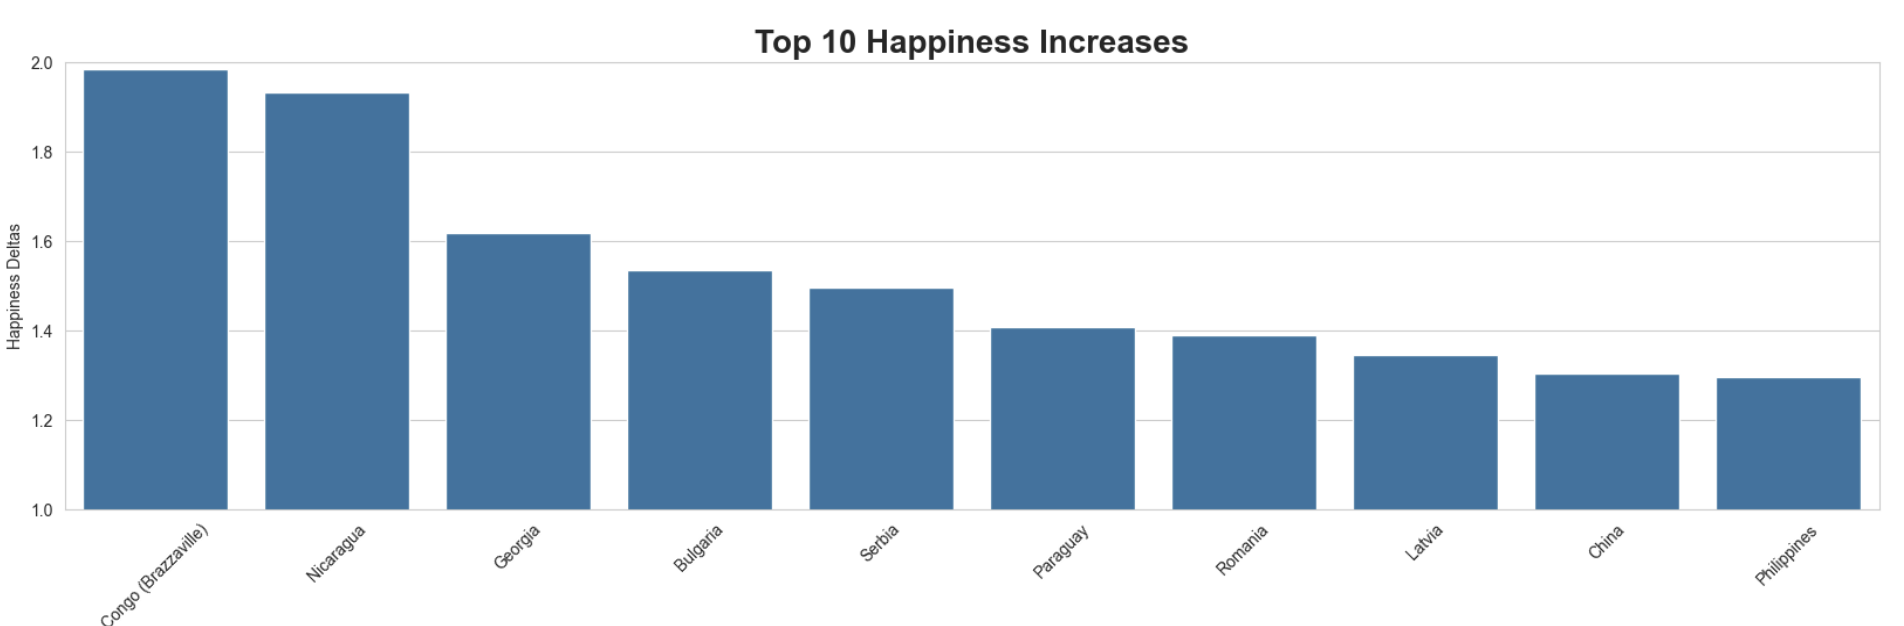 Top 10 Happiness Increases
Happiness Deltas
2.0
1.8
1.6
1.4
1.2
1.0
Congo (Brazzaville)
Nicaragua
Georgia
Bulgaria
Serbia
Paraguay
Romania
Latvia
China
Philippines